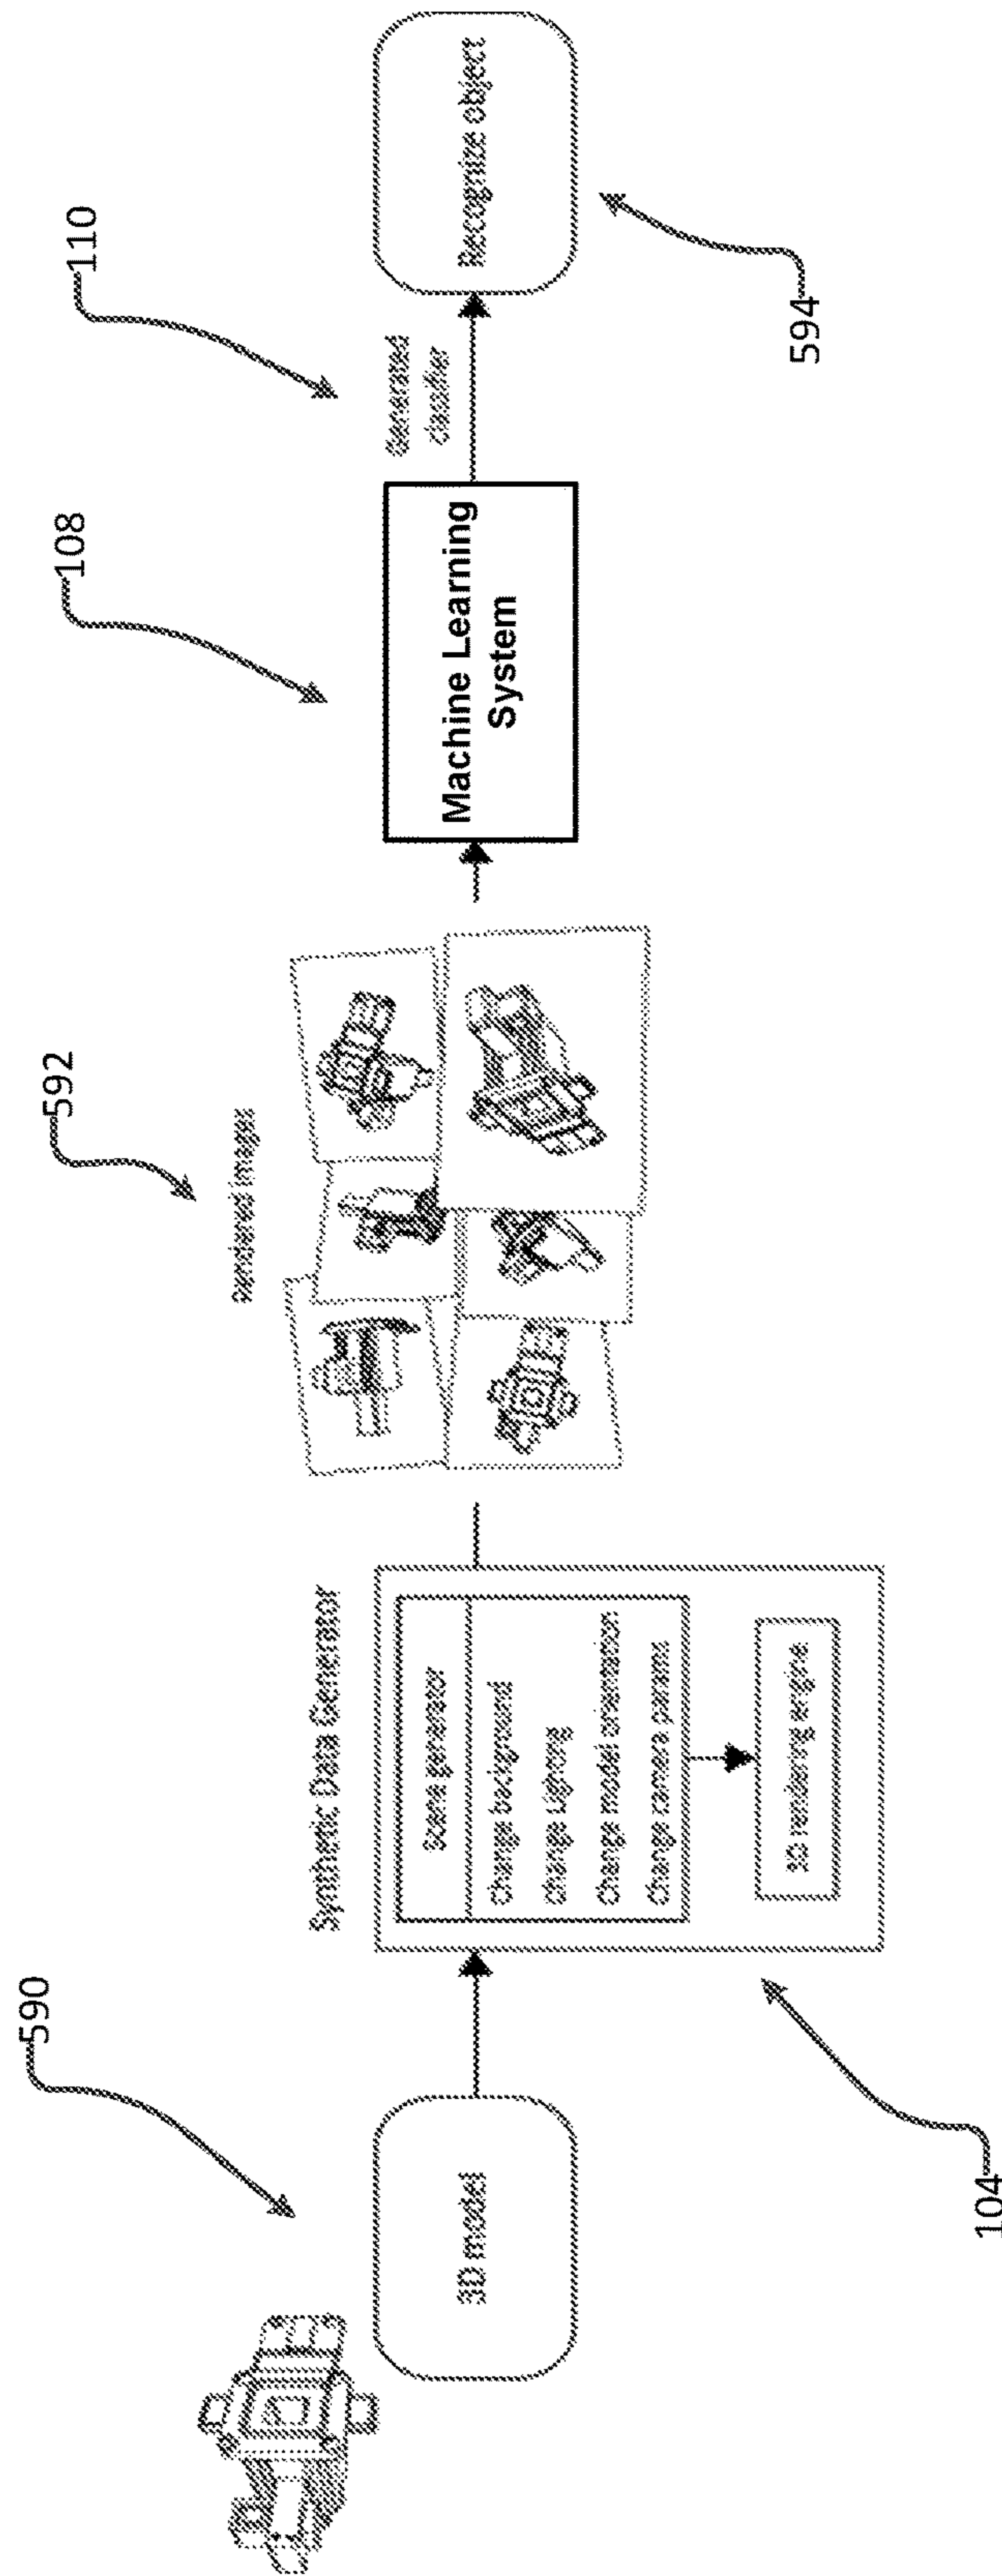 590
3D model
Synthetic Data Generator
Scene generator
Change background
Change Lighting
Change model orientation
Change camera params
3D rendering engine
104
592
rendered images
108
Machine Learning
System
110
Generated
classifier
Recognize object
594